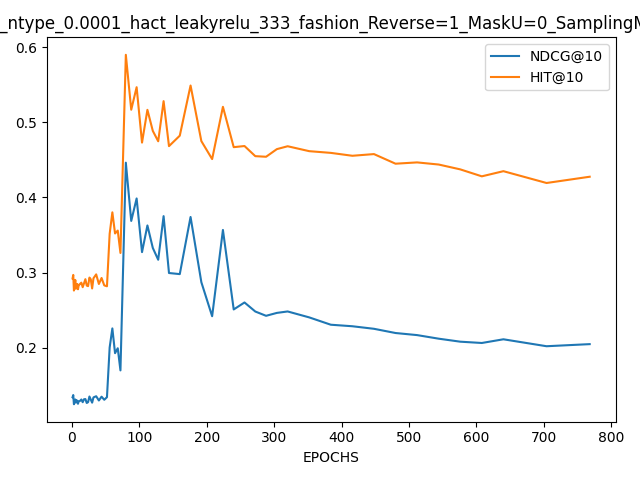 _ntype_0.0001_hact_leakyrelu_333_fashion_Reverse=1_MaskU=0_Sampling
NDCG@10
HIT@10
0.6
0.5
0.4
0.3
0.2
0 100 200 300 400 500 600 700 800
EPOCHS